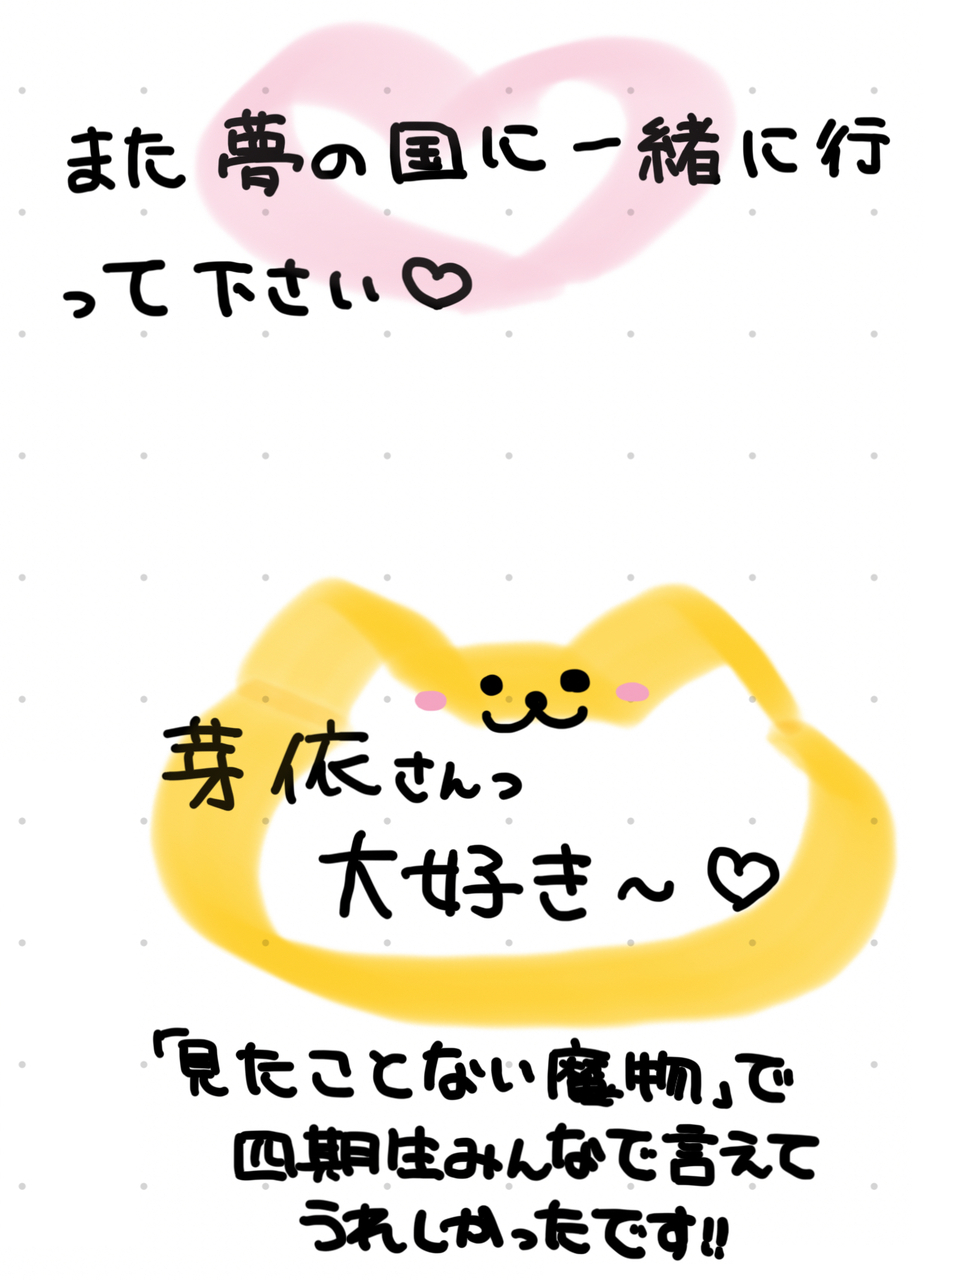 また夢の国に一緒に行
って下さい♡
芽依さんっ
大好き～♡
「見たことない魔物」で
四期生みんなで言えて
うれしかったです!!